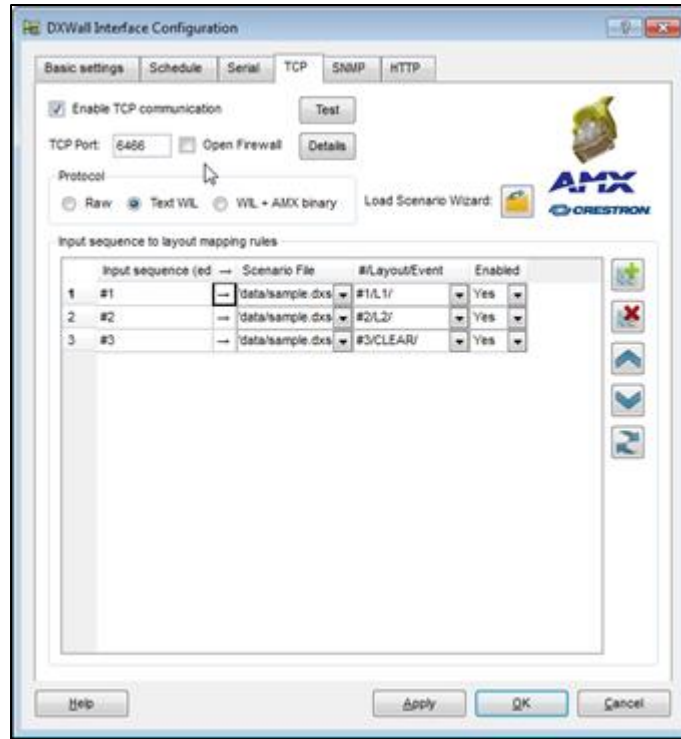 DXWall Interface Configuration
Basic settings Schedule Serial TCP SNMP HTTP
Enable TCP communication Test
TCP Port: 6466 Open Firewall Details
Protocol
Raw Text WIL WIL + AMX binary Load Scenario Wizard:
AMX
CRESTRON
Input sequence to layout mapping rules
Input sequence (ed → Scenario File #/Layout/Event Enabled
1 #1 → 'data/sample.dxs #1/L1/ Yes
2 #2 → 'data/sample.dxs #2/L2/ Yes
3 #3 → 'data/sample.dxs #3/CLEAR/ Yes
Help Apply OK Cancel